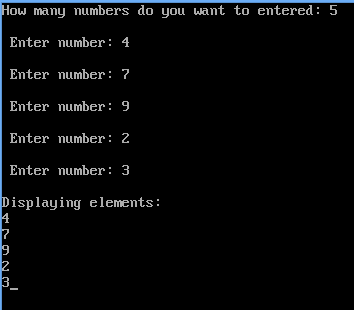 How many numbers do you want to entered: 5
Enter number: 4
Enter number: 7
Enter number: 9
Enter number: 2
Enter number: 3
Displaying elements:
4
7
9
2
3_